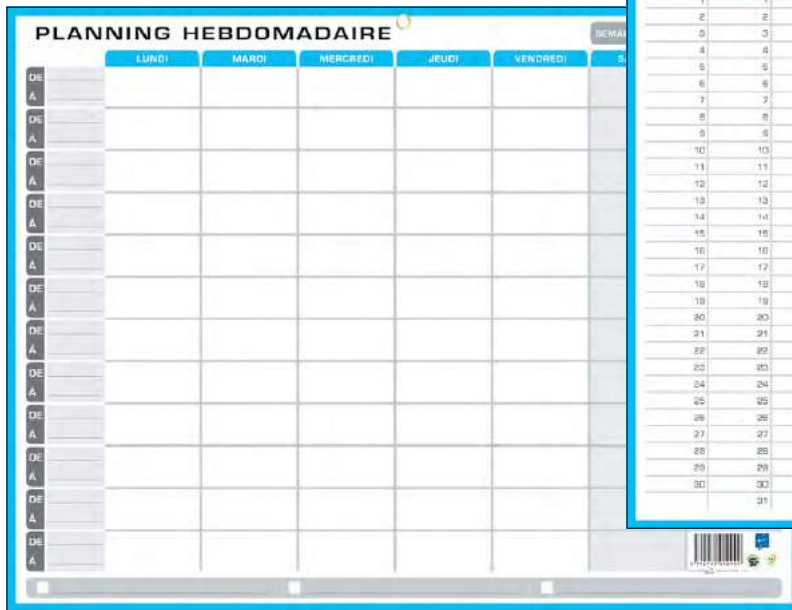 PLANNING HEBDOMADAIRE
LUNDI MARDI MERCREDI JEUDI VENDREDI
DE
À
DE
À
DE
À
DE
À
DE
À
DE
À
DE
À
DE
À
DE
À
DE
À
DE
À
DE
À
2 2
3 3
4 4
5 5
6 6
7 7
8 8
9 9
10 10
11 11
12 12
13 13
14 14
15 15
16 16
17 17
18 18
19 19
20 20
21 21
22 22
23 23
24 24
25 25
26 26
27 27
28 28
29 29
30 30
31